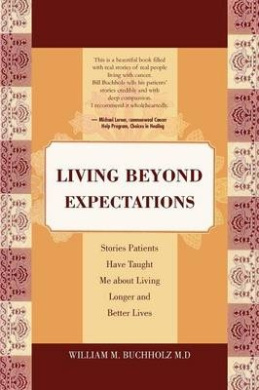 This is a beautiful book filled
with real stories of real people
living with cancer.
Bill Buchholz tells his patients'
stories credibly and with
deep compassion.
I recommend it wholeheartedly.
— Michael Lerner, commonweal Cancer
Help Program, Choices in Healing
LIVING BEYOND
EXPECTATIONS
Stories Patients
Have Taught
Me about Living
Longer and
Better Lives
WILLIAM M. BUCHHOLZ M.D